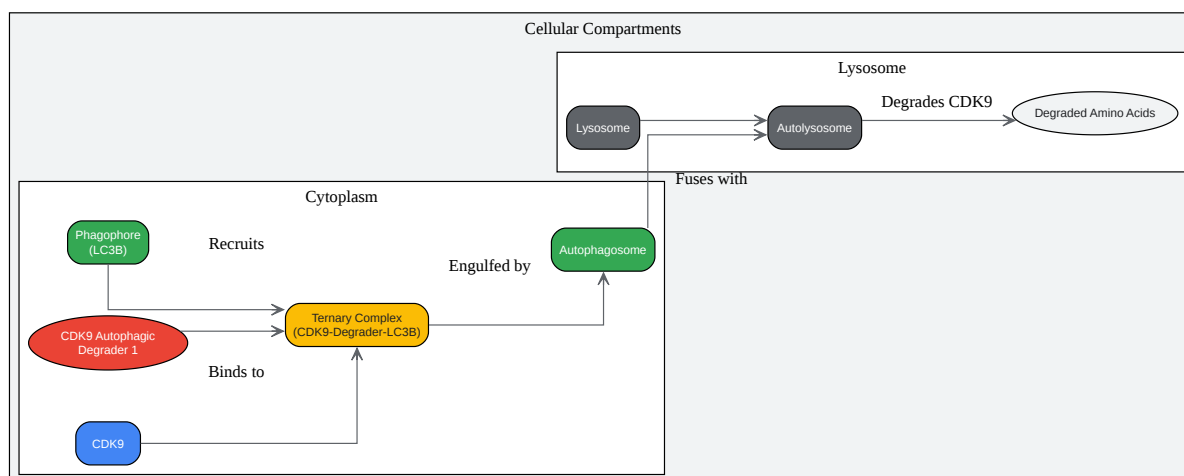 Cellular Compartments
Lysosome
Degrades CDK9
Lysosome
Autolysosome
Degraded Amino Acids
Fuses with
Cytoplasm
Phagophore
(LC3B)
Recruits
Autophagosome
Engulfed by
CDK9 Autophagic
Degrader 1
Ternary Complex
(CDK9-Degrader-LC3B)
Binds to
CDK9